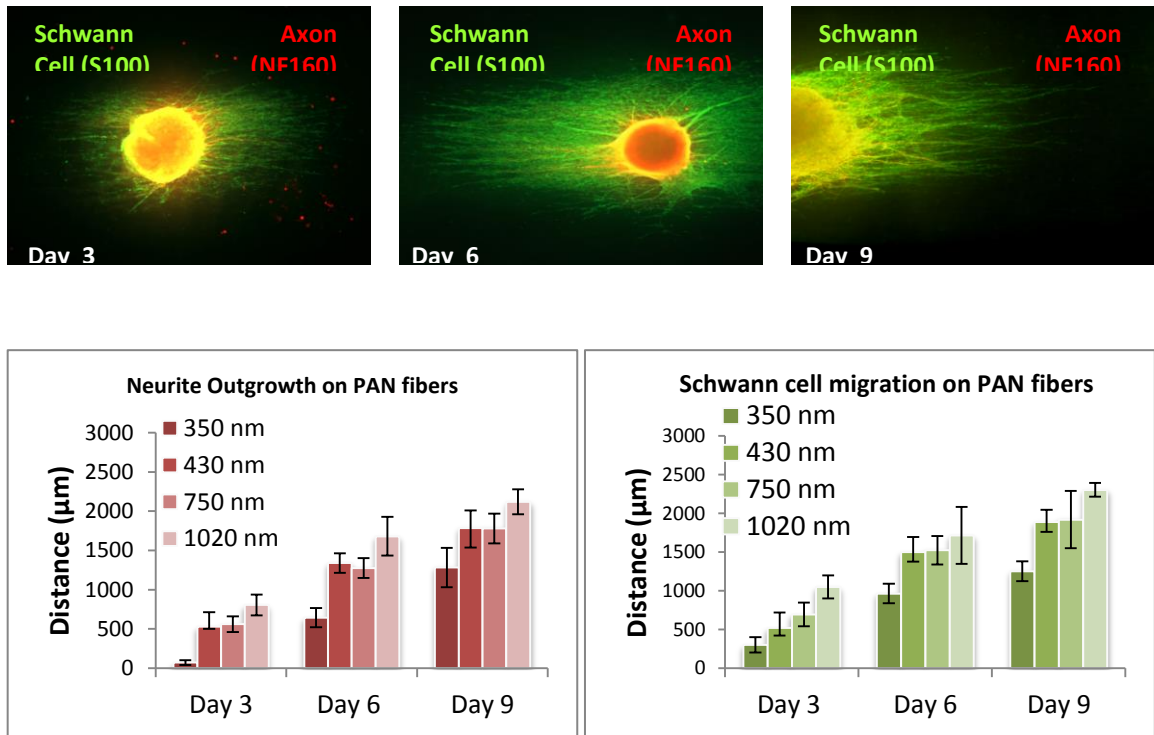 Schwann
Cell (S100)
Axon
(NF160)
Day 3
Schwann
Cell (S100)
Axon
(NF160)
Day 6
Schwann
Cell (S100)
Axon
(NF160)
Day 9
Neurite Outgrowth on PAN fibers
350 nm
430 nm
750 nm
1020 nm
Distance (μm)
3000
2500
2000
1500
1000
500
0
Day 3
Day 6
Day 9
Schwann cell migration on PAN fibers
350 nm
430 nm
750 nm
1020 nm
Distance (μm)
3000
2500
2000
1500
1000
500
0
Day 3
Day 6
Day 9